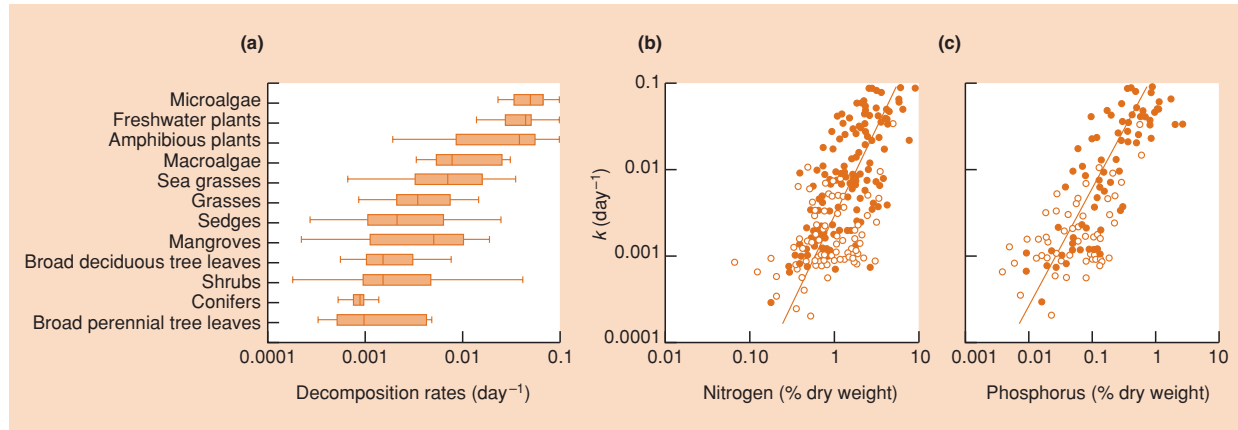 (a)
Microalgae
Freshwater plants
Amphibious plants
Macroalgae
Sea grasses
Grasses
Sedges
Mangroves
Broad deciduous tree leaves
Shrubs
Conifers
Broad perennial tree leaves
0.0001 0.001 0.01 0.1
Decomposition rates (day⁻¹)
(b)
k (day⁻¹)
0.1
0.01
0.001
0.0001
0.01 0.10 1 10
Nitrogen (% dry weight)
(c)
0.001 0.01 0.1 1 10
Phosphorus (% dry weight)